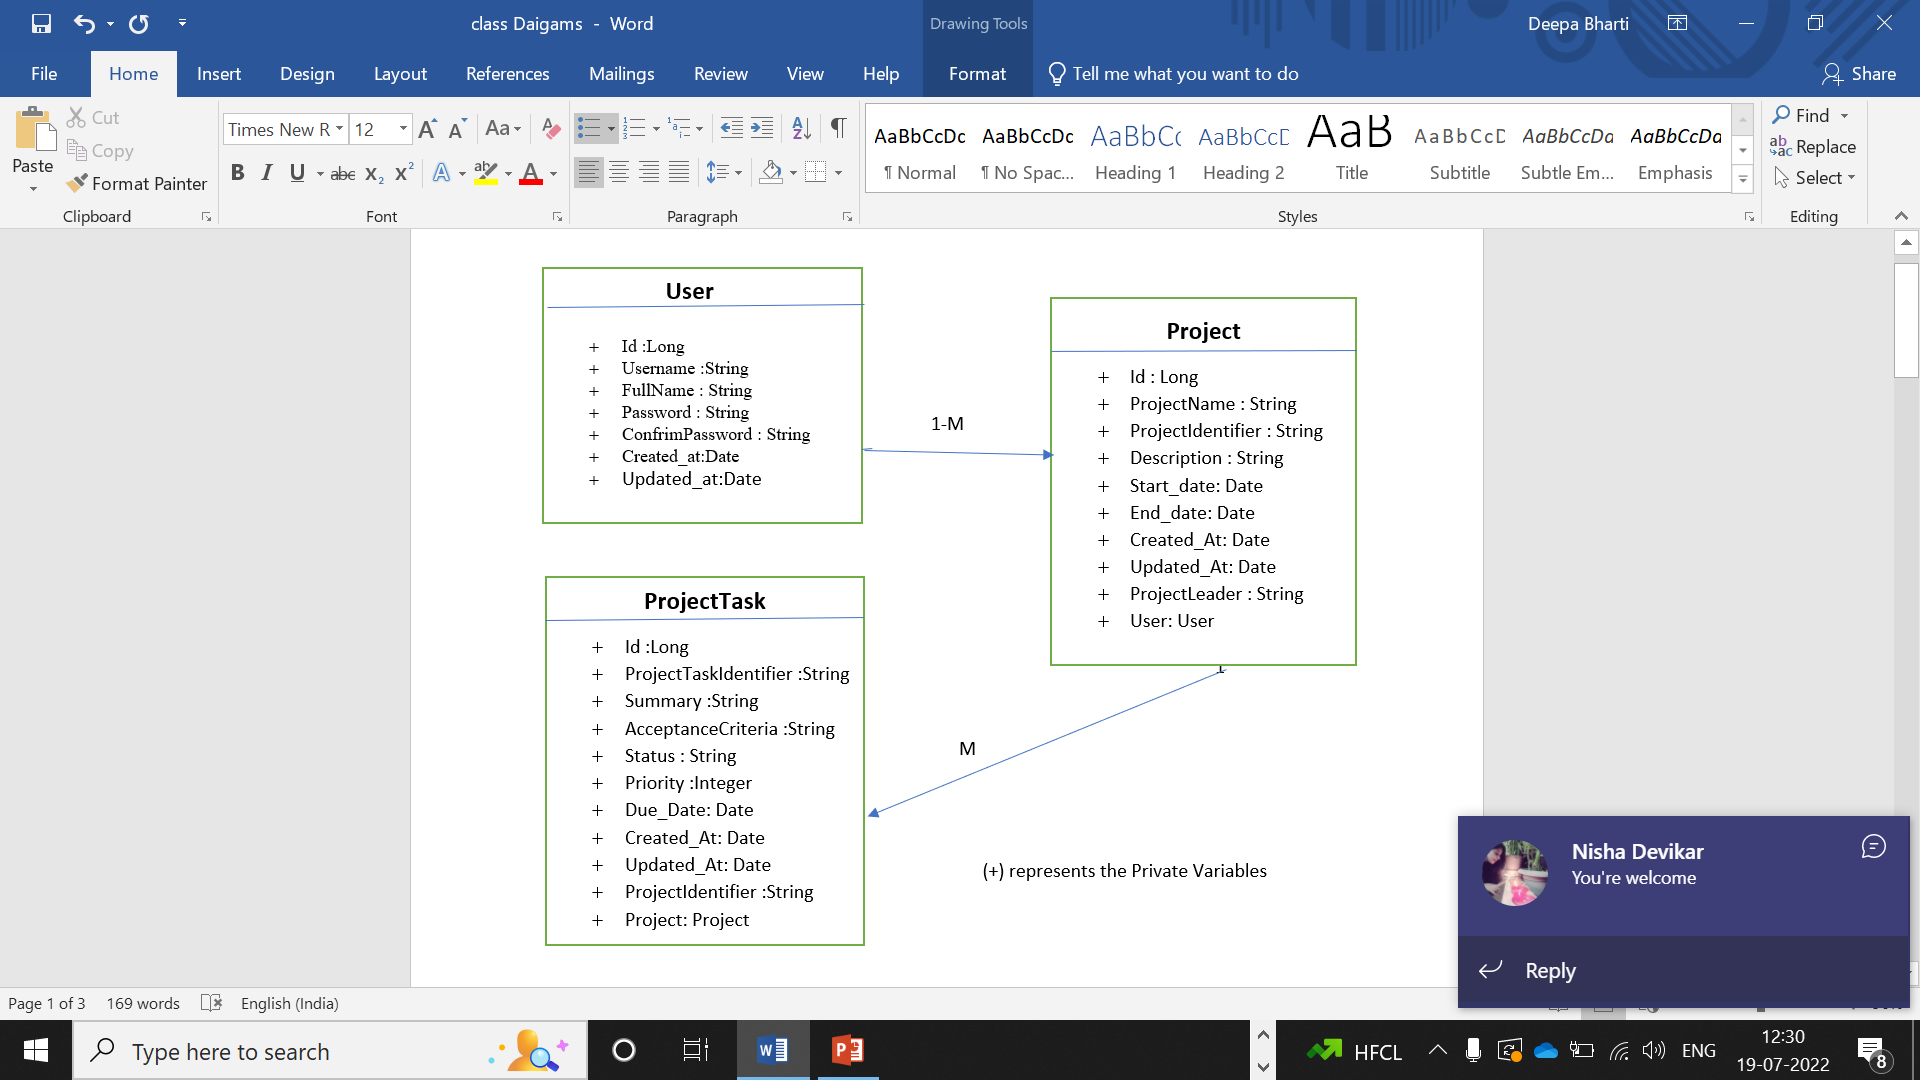 class Daigams - Word
Drawing Tools
Deepa Bharti
File
Home
Insert
Design
Layout
References
Mailings
Review
View
Help
Format
Tell me what you want to do
Share
Paste
Cut
Copy
Format Painter
Clipboard
Times New R
12
Font
Paragraph
AaBbCcDc
¶ Normal
AaBbCcDc
¶ No Spac...
AaBbCc
Heading 1
AaBbCcD
Heading 2
AaB
Title
AaBbCcD
Subtitle
AaBbCcDa
Subtle Em...
AaBbCcDa
Emphasis
Styles
Find
Replace
Select
Editing
User
+ Id :Long
+ Username :String
+ FullName : String
+ Password : String
+ ConfrimPassword : String
+ Created_at:Date
+ Updated_at:Date
1-M
Project
+ Id : Long
+ ProjectName : String
+ ProjectIdentifier : String
+ Description : String
+ Start_date: Date
+ End_date: Date
+ Created_At: Date
+ Updated_At: Date
+ ProjectLeader : String
+ User: User
ProjectTask
+ Id :Long
+ ProjectTaskIdentifier :String
+ Summary :String
+ AcceptanceCriteria :String
+ Status : String
+ Priority :Integer
+ Due_Date: Date
+ Created_At: Date
+ Updated_At: Date
+ ProjectIdentifier :String
+ Project: Project
M
(+) represents the Private Variables
Nisha Devikar
You're welcome
Reply
Page 1 of 3
169 words
English (India)
Type here to search
HFCL
ENG
12:30
19-07-2022
8